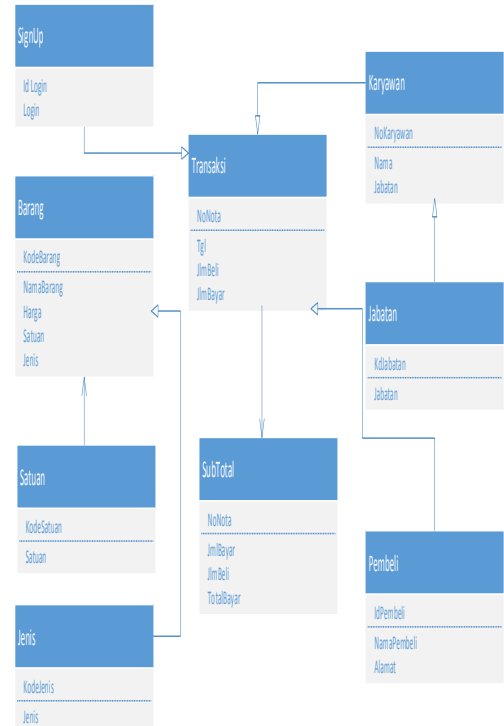 SignUp
Id Login
Login
Karyawan
NoKaryawan
Nama
Jabatan
Transaksi
NoNota
Tgl
JlmBeli
JlmBayar
Barang
KodeBarang
NamaBarang
Harga
Satuan
Jenis
Jabatan
KdJabatan
Jabatan
Satuan
KodeSatuan
Satuan
SubTotal
NoNota
JmlBayar
JlmBeli
TotalBayar
Pembeli
IdPembeli
NamaPembeli
Alamat
Jenis
KodeJenis
Jenis